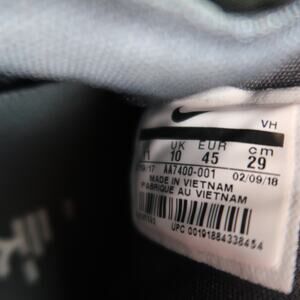 VH
UK EUR cm
10 45 29
AA7400-001 02/09/18
MADE IN VIETNAM
FABRIQUE AU VIETNAM
UPC 00191884338454